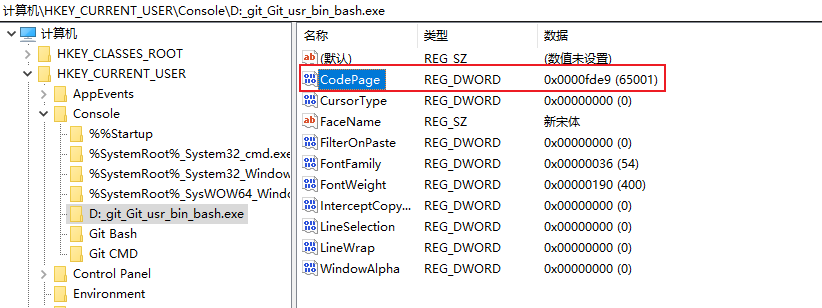 计算机\HKEY_CURRENT_USER\Console\D:_git_Git_usr_bin_bash.exe
计算机
HKEY_CLASSES_ROOT
HKEY_CURRENT_USER
AppEvents
Console
%%Startup
%SystemRoot%_System32_cmd.exe
%SystemRoot%_System32_Window
%SystemRoot%_SysWOW64_Windo
D:_git_Git_usr_bin_bash.exe
Git Bash
Git CMD
Control Panel
Environment
名称 类型 数据
(默认) REG_SZ (数值未设置)
CodePage REG_DWORD 0x0000fde9 (65001)
CursorType REG_DWORD 0x00000000 (0)
FaceName REG_SZ 新宋体
FilterOnPaste REG_DWORD 0x00000000 (0)
FontFamily REG_DWORD 0x00000036 (54)
FontWeight REG_DWORD 0x00000190 (400)
InterceptCopy... REG_DWORD 0x00000000 (0)
LineSelection REG_DWORD 0x00000000 (0)
LineWrap REG_DWORD 0x00000000 (0)
WindowAlpha REG_DWORD 0x00000000 (0)